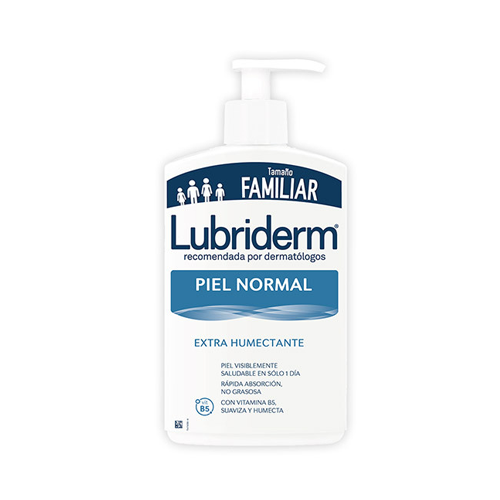 Tamaño
FAMILIAR
Lubriderm®
recomendada por dermatólogos
PIEL NORMAL
EXTRA HUMECTANTE
PIEL VISIBLEMENTE
SALUDABLE EN SÓLO 1 DÍA
RÁPIDA ABSORCIÓN,
NO GRASOSA
CON VITAMINA B5,
SUAVIZA Y HUMECTA
VIT
B5